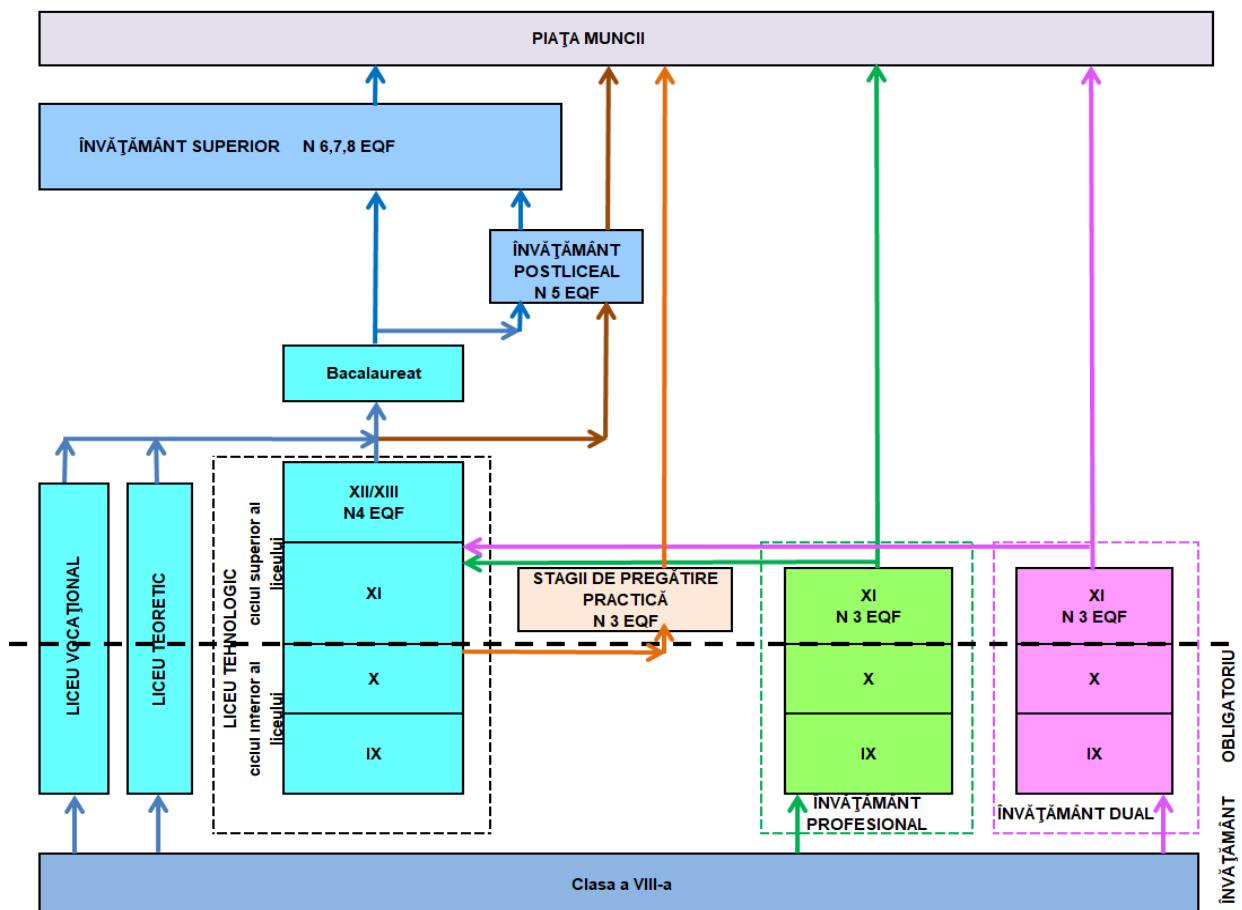 PIAŢA MUNCII
ÎNVĂŢĂMÂNT SUPERIOR N 6,7,8 EQF
ÎNVĂŢĂMÂNT
POSTLICEAL
N 5 EQF
Bacalaureat
LICEU VOCAŢIONAL
LICEU TEORETIC
LICEU TEHNOLOGIC
ciclul superior al
liceului
ciclul interior al
liceului
XII/XIII
N4 EQF
XI
X
IX
STAGII DE PREGĂTIRE
PRACTICĂ
N 3 EQF
XI
N 3 EQF
X
IX
ÎNVĂŢĂMÂNT
PROFESIONAL
XI
N 3 EQF
X
IX
ÎNVĂŢĂMÂNT DUAL
ÎNVĂŢĂMÂNT OBLIGATORIU
Clasa a VIII-a